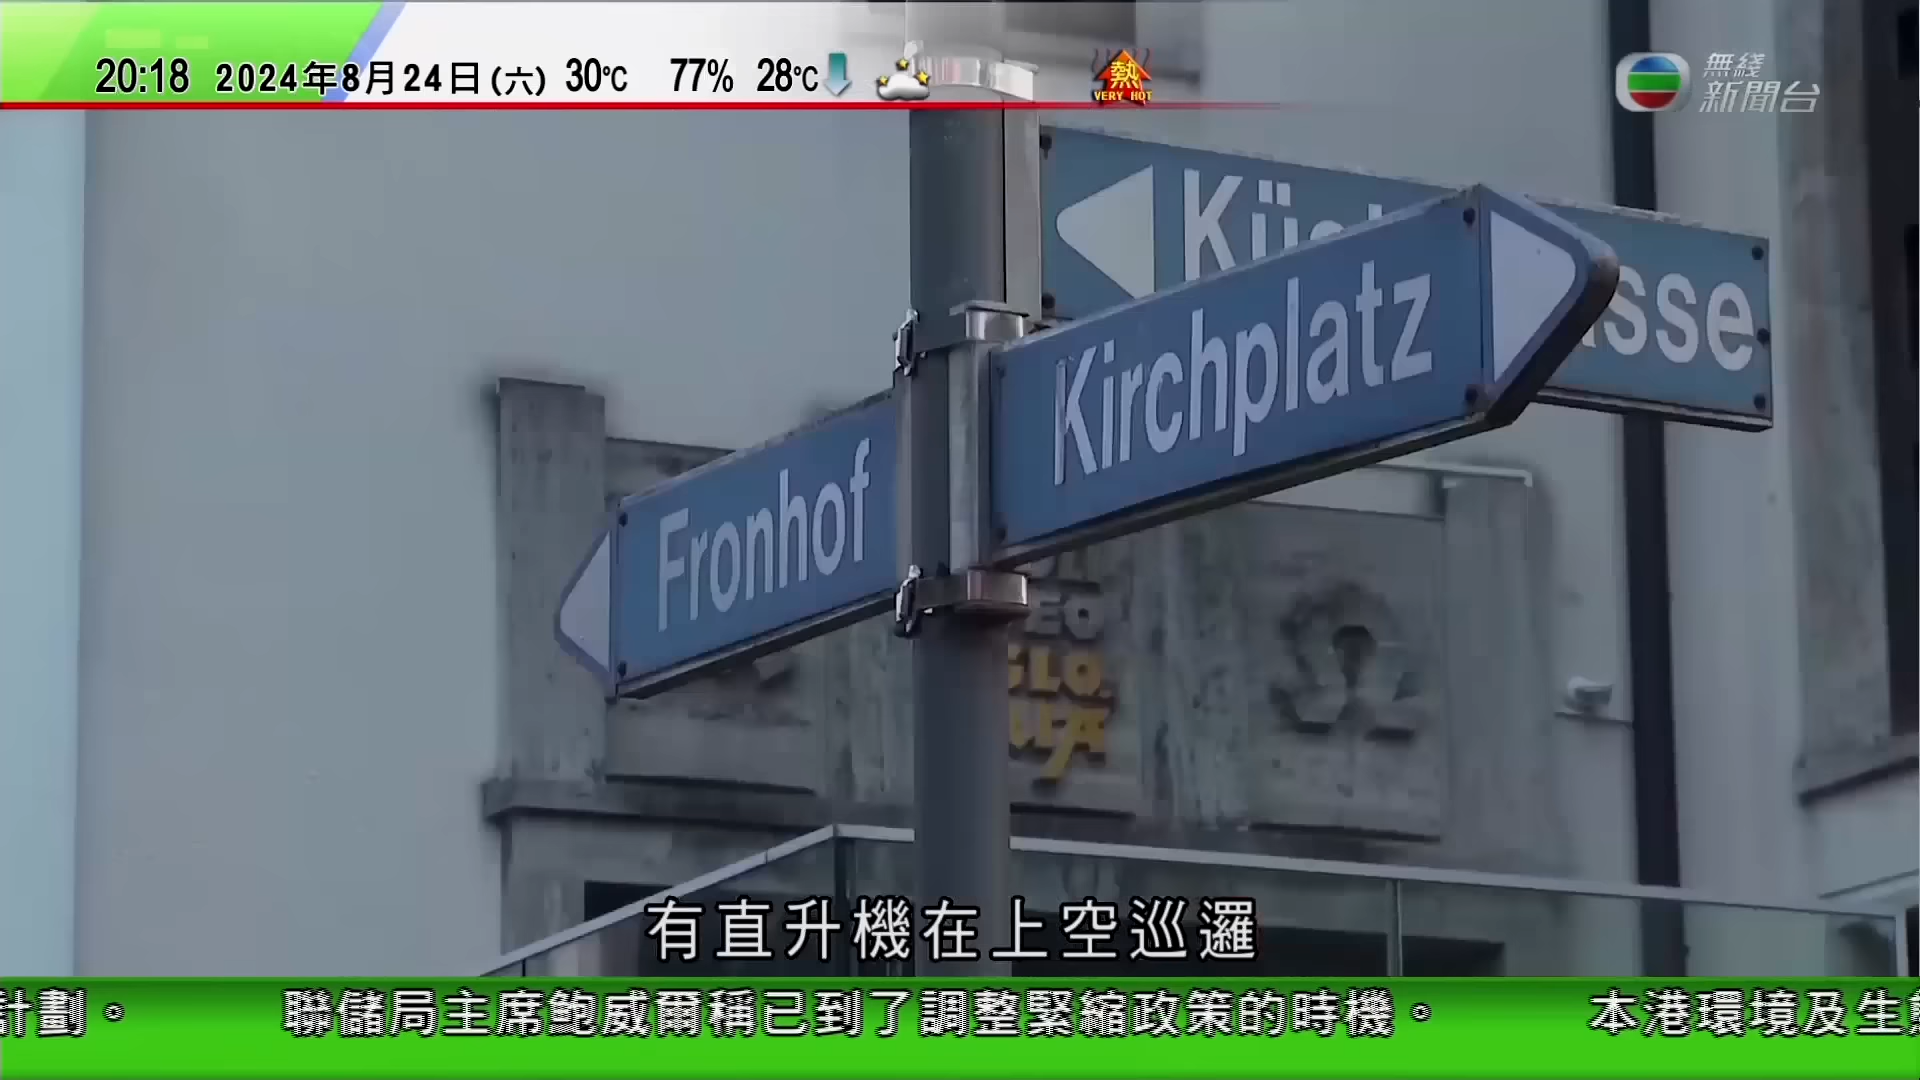 20:18 2024年8月24日(六) 30℃ 77% 28℃
熱
VERY HOT
無綫
新聞台
Kirchplatz
Fronhof
有直升機在上空巡邏
計劃。 聯儲局主席鮑威爾稱已到了調整緊縮政策的時機。 本港環境及生